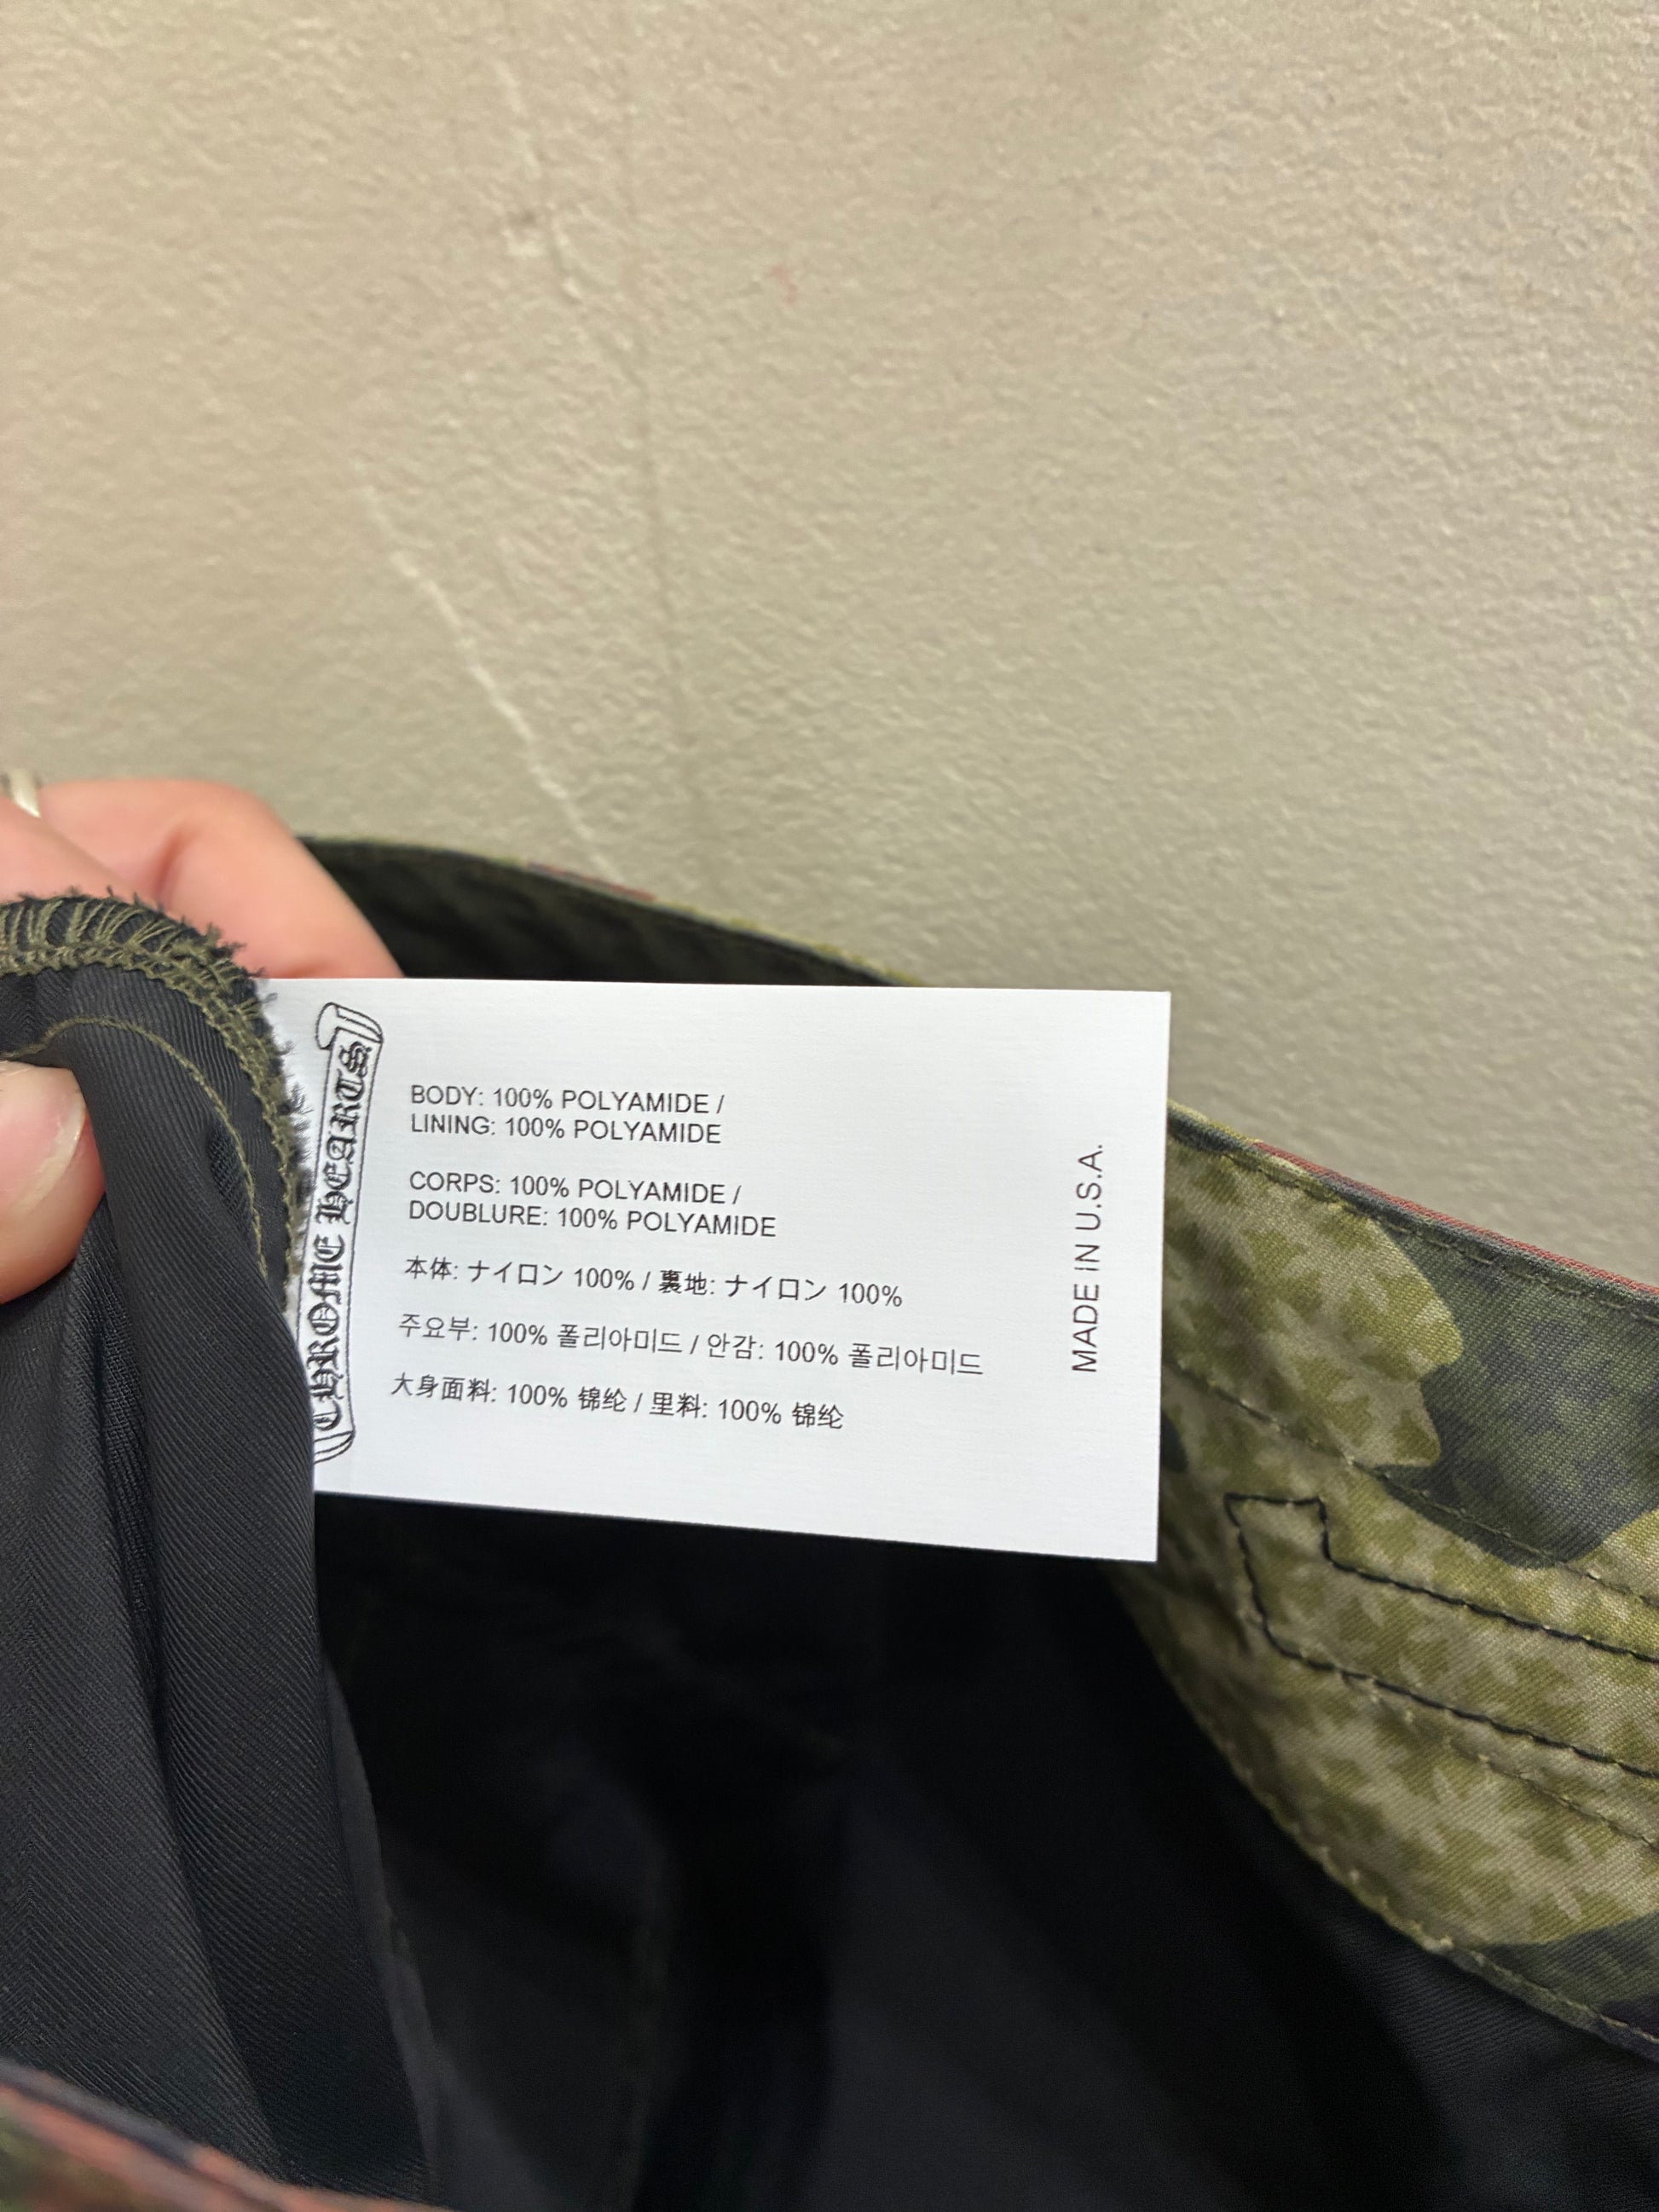 CHROME HEARTS
BODY: 100% POLYAMIDE /
LINING: 100% POLYAMIDE
CORPS: 100% POLYAMIDE /
DOUBLURE: 100% POLYAMIDE
本体: ナイロン 100% / 裏地: ナイロン 100%
주요부: 100% 폴리아미드 / 안감: 100% 폴리아미드
大身面料: 100% 锦纶 / 里料: 100% 锦纶
MADE IN U.S.A.